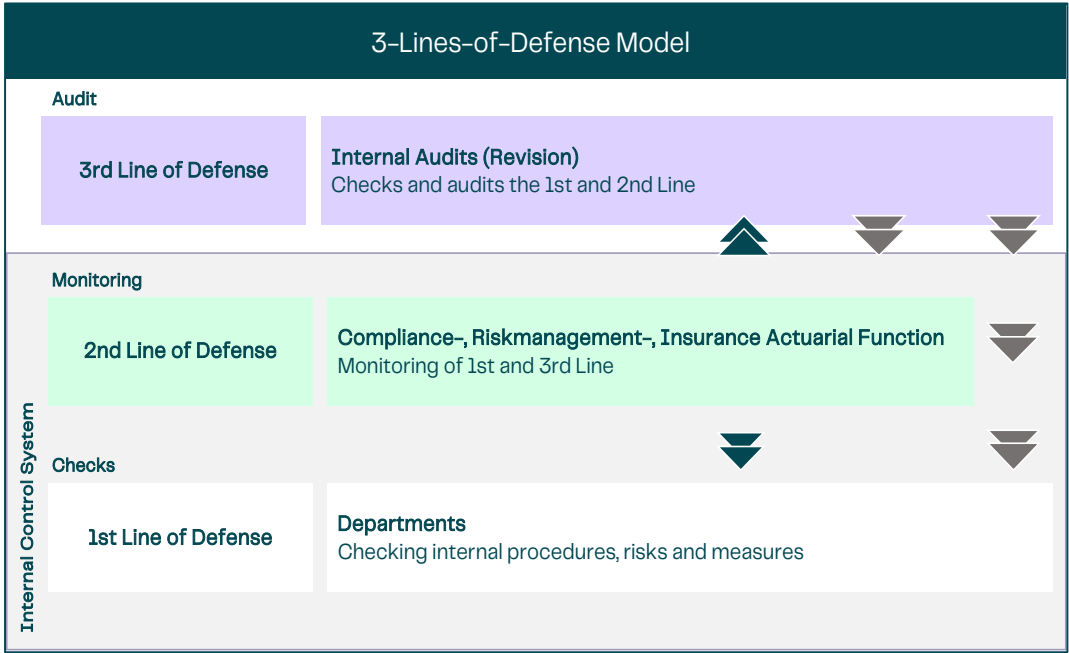 3-Lines-of-Defense Model
Audit
3rd Line of Defense
Internal Audits (Revision)
Checks and audits the 1st and 2nd Line
Monitoring
2nd Line of Defense
Compliance-, Riskmanagement-, Insurance Actuarial Function
Monitoring of 1st and 3rd Line
Internal Control System
Checks
1st Line of Defense
Departments
Checking internal procedures, risks and measures